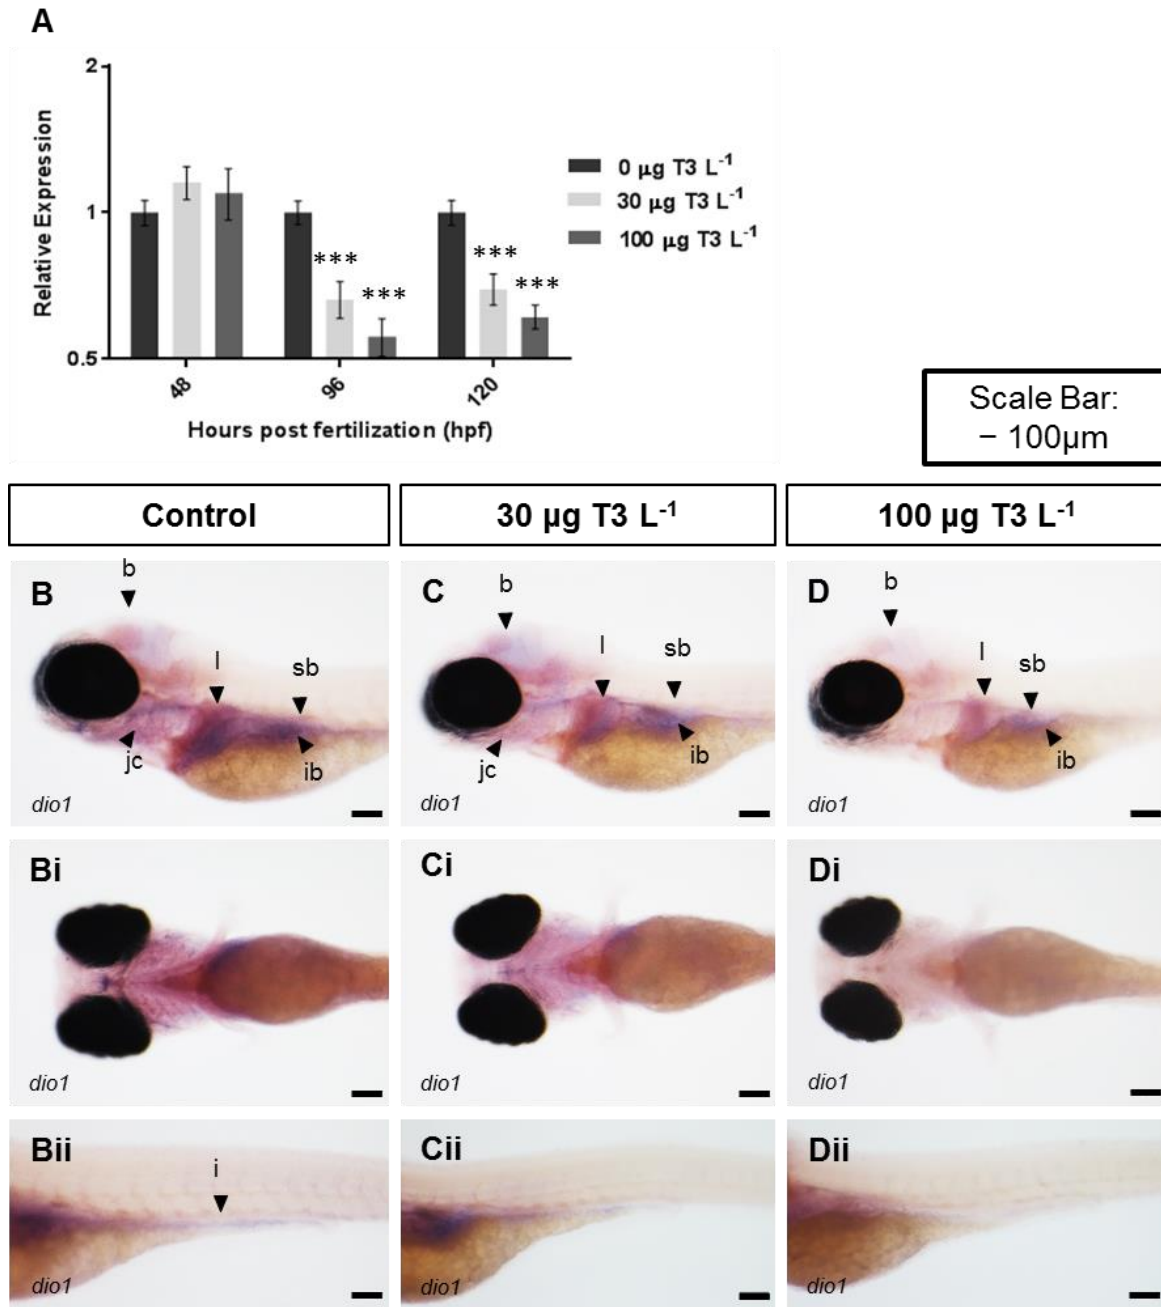 A
2
1
0.5
Relative Expression
***
***
***
***
48
96
120
Hours post fertilization (hpf)
0 µg T3 L⁻¹
30 µg T3 L⁻¹
100 µg T3 L⁻¹
Scale Bar:
– 100µm
Control
30 µg T3 L⁻¹
100 µg T3 L⁻¹
B
b
l
sb
jc
ib
dio1
C
b
l
sb
jc
ib
dio1
D
b
l
sb
ib
dio1
Bi
dio1
Ci
dio1
Di
dio1
Bii
i
dio1
Cii
dio1
Dii
dio1